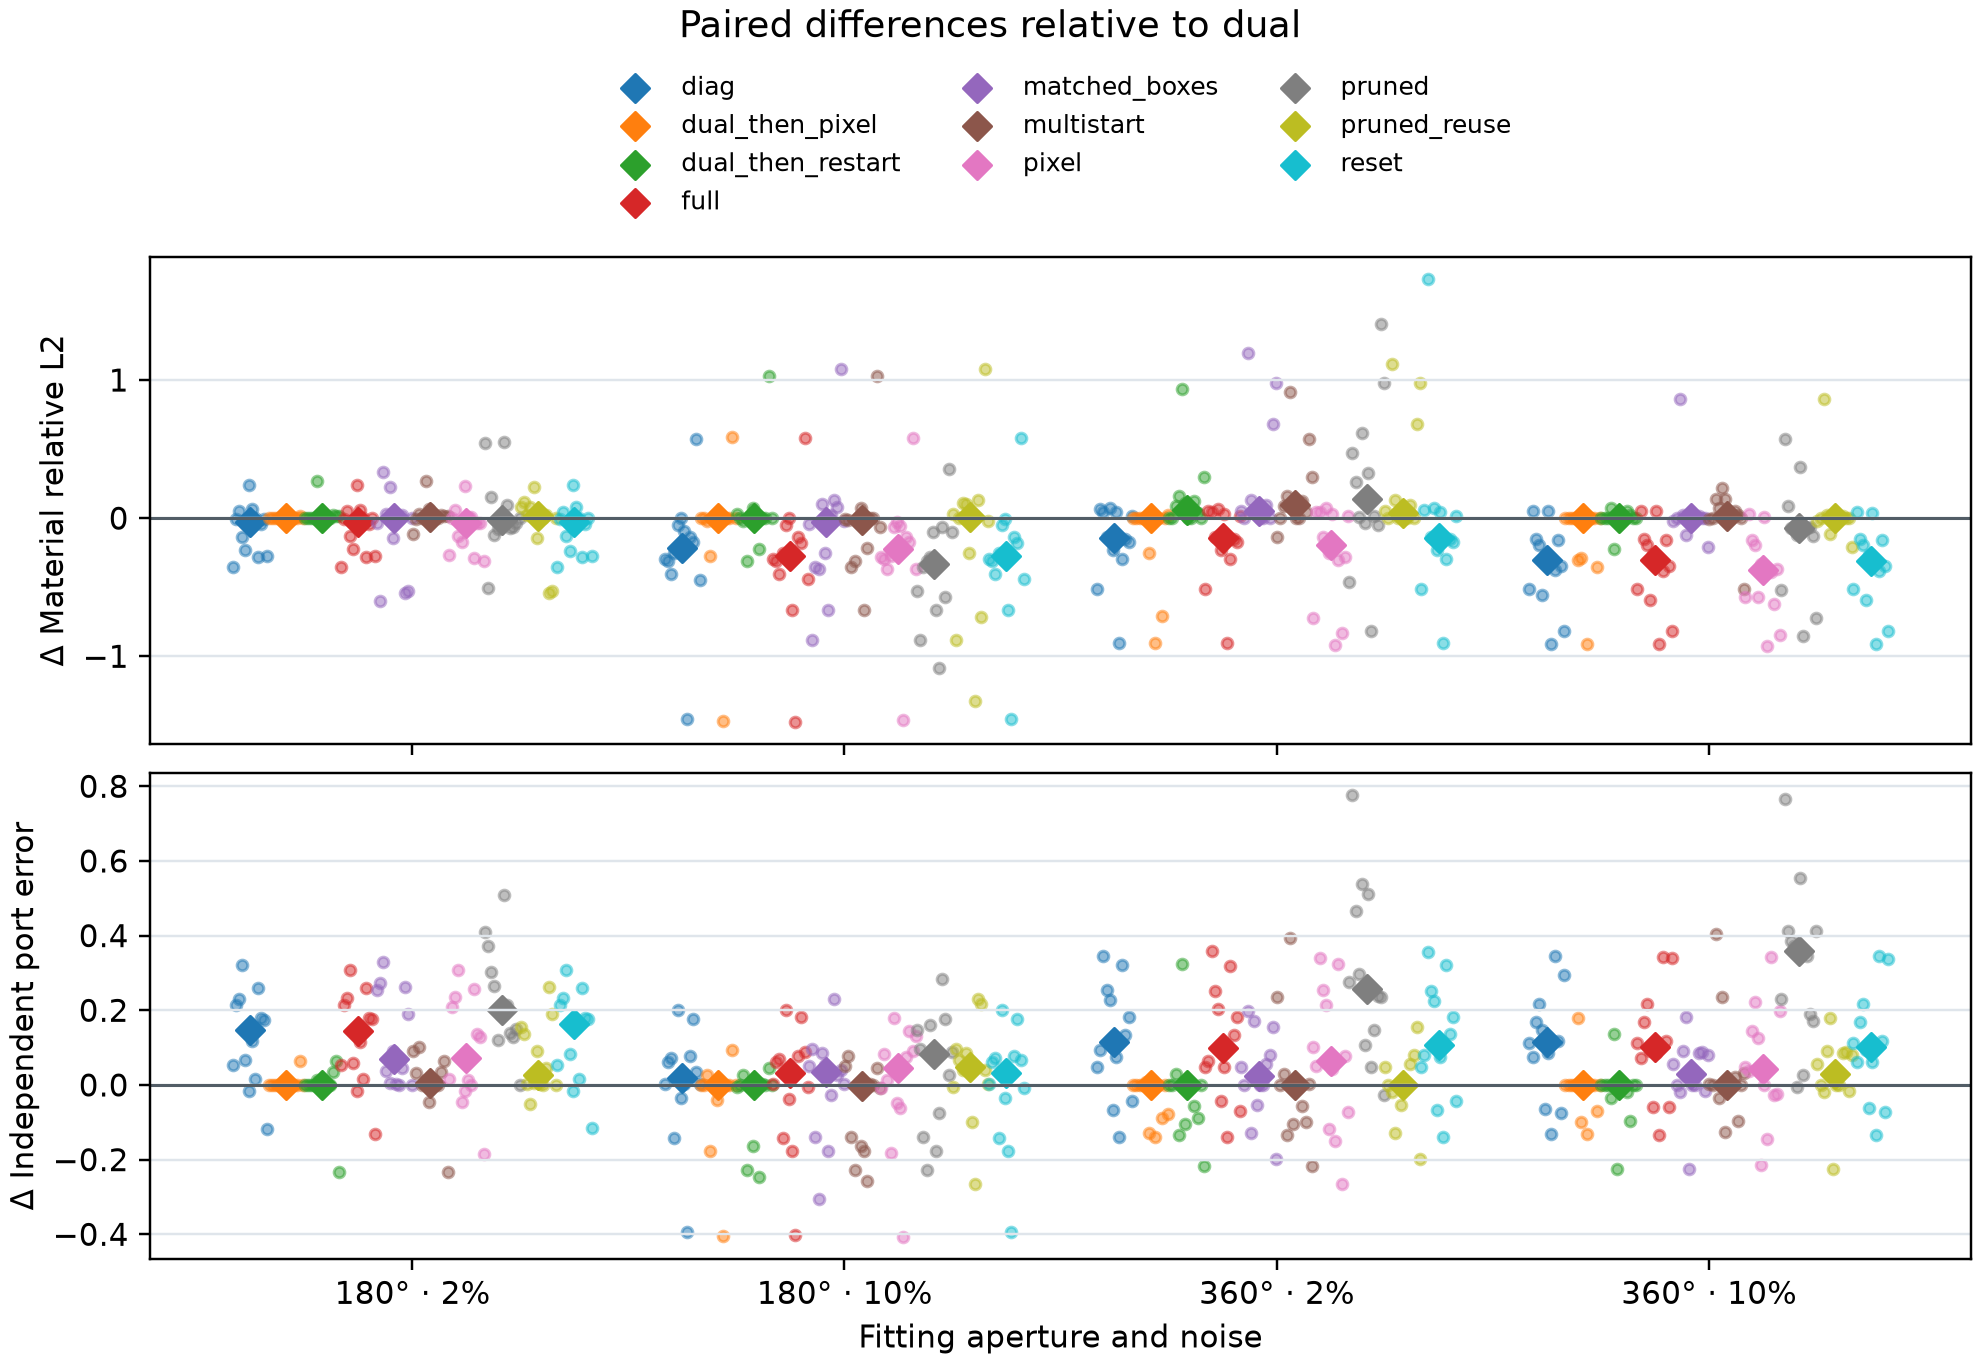 Paired differences relative to dual
diag
dual_then_pixel
dual_then_restart
full
matched_boxes
multistart
pixel
pruned
pruned_reuse
reset
Δ Material relative L2
1
0
−1
Δ Independent port error
0.8
0.6
0.4
0.2
0.0
−0.2
−0.4
180° · 2%
180° · 10%
360° · 2%
360° · 10%
Fitting aperture and noise